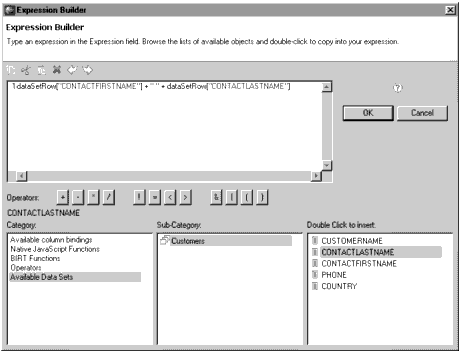 Expression Builder
Expression Builder
Type an expression in the Expression field. Browse the lists of available objects and double-click to copy into your expression.
1 dataSetRow["CONTACTFIRSTNAME"] + " " + dataSetRow["CONTACTLASTNAME"]
?
OK Cancel
Operators: + - * / ! = < > & | ( )
CONTACTLASTNAME
Category: Sub-Category: Double Click to insert:
Available column bindings Customers CUSTOMERNAME
Native JavaScript Functions CONTACTLASTNAME
BIRT Functions CONTACTFIRSTNAME
Operators PHONE
Available Data Sets COUNTRY